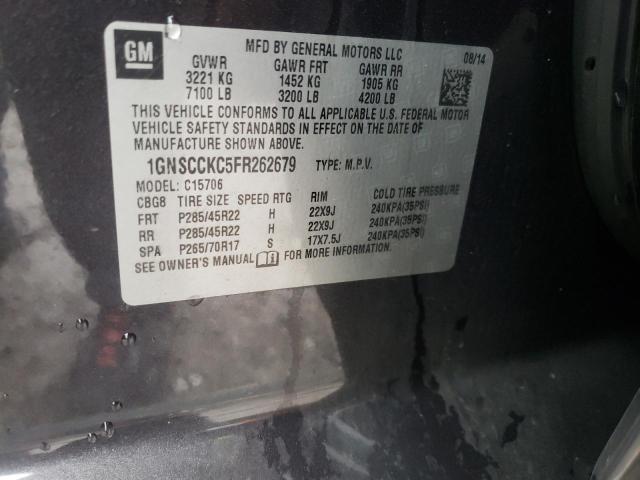 GM
MFD BY GENERAL MOTORS LLC 08/14
GVWR GAWR FRT GAWR RR
3221 KG 1452 KG 1905 KG
7100 LB 3200 LB 4200 LB
THIS VEHICLE CONFORMS TO ALL APPLICABLE U.S. FEDERAL MOTOR
VEHICLE SAFETY STANDARDS IN EFFECT ON THE DATE OF
MANUFACTURE SHOWN ABOVE.
1GNSCCKC5FR262679 TYPE: M.P.V.
MODEL: C15706
CBG8 TIRE SIZE SPEED RTG RIM COLD TIRE PRESSURE
FRT P285/45R22 H 22X9J 240KPA(35PSI)
RR P285/45R22 H 22X9J 240KPA(35PSI)
SPA P265/70R17 S 17X7.5J 240KPA(35PSI)
SEE OWNER'S MANUAL FOR MORE INFORMATION.